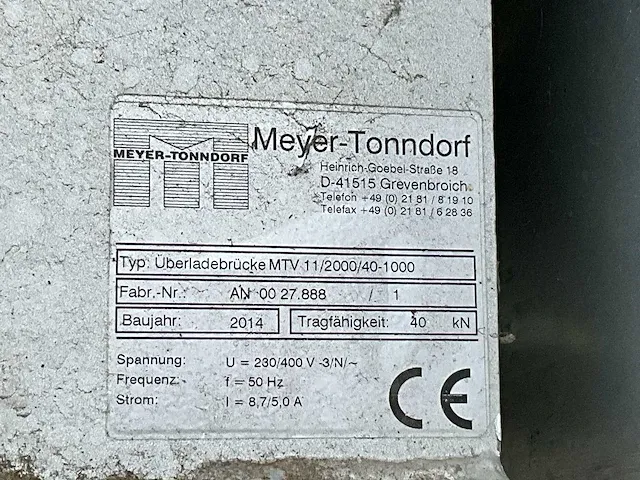 MEYER-TONNDORF
Meyer-Tonndorf
Heinrich-Goebel-Straße 18
D-41515 Grevenbroich
Telefon +49 (0) 21 81 / 8 19 10
Telefax +49 (0) 21 81 / 6 28 36
Typ: Überladebrücke MTV 11/2000/40-1000
Fabr.-Nr.: AN 00 27.888 / 1
Baujahr: 2014 Tragfähigkeit: 40 kN
Spannung: U = 230/400 V -3/N/~
Frequenz: f = 50 Hz
Strom: I = 8,7/5,0 A
CE